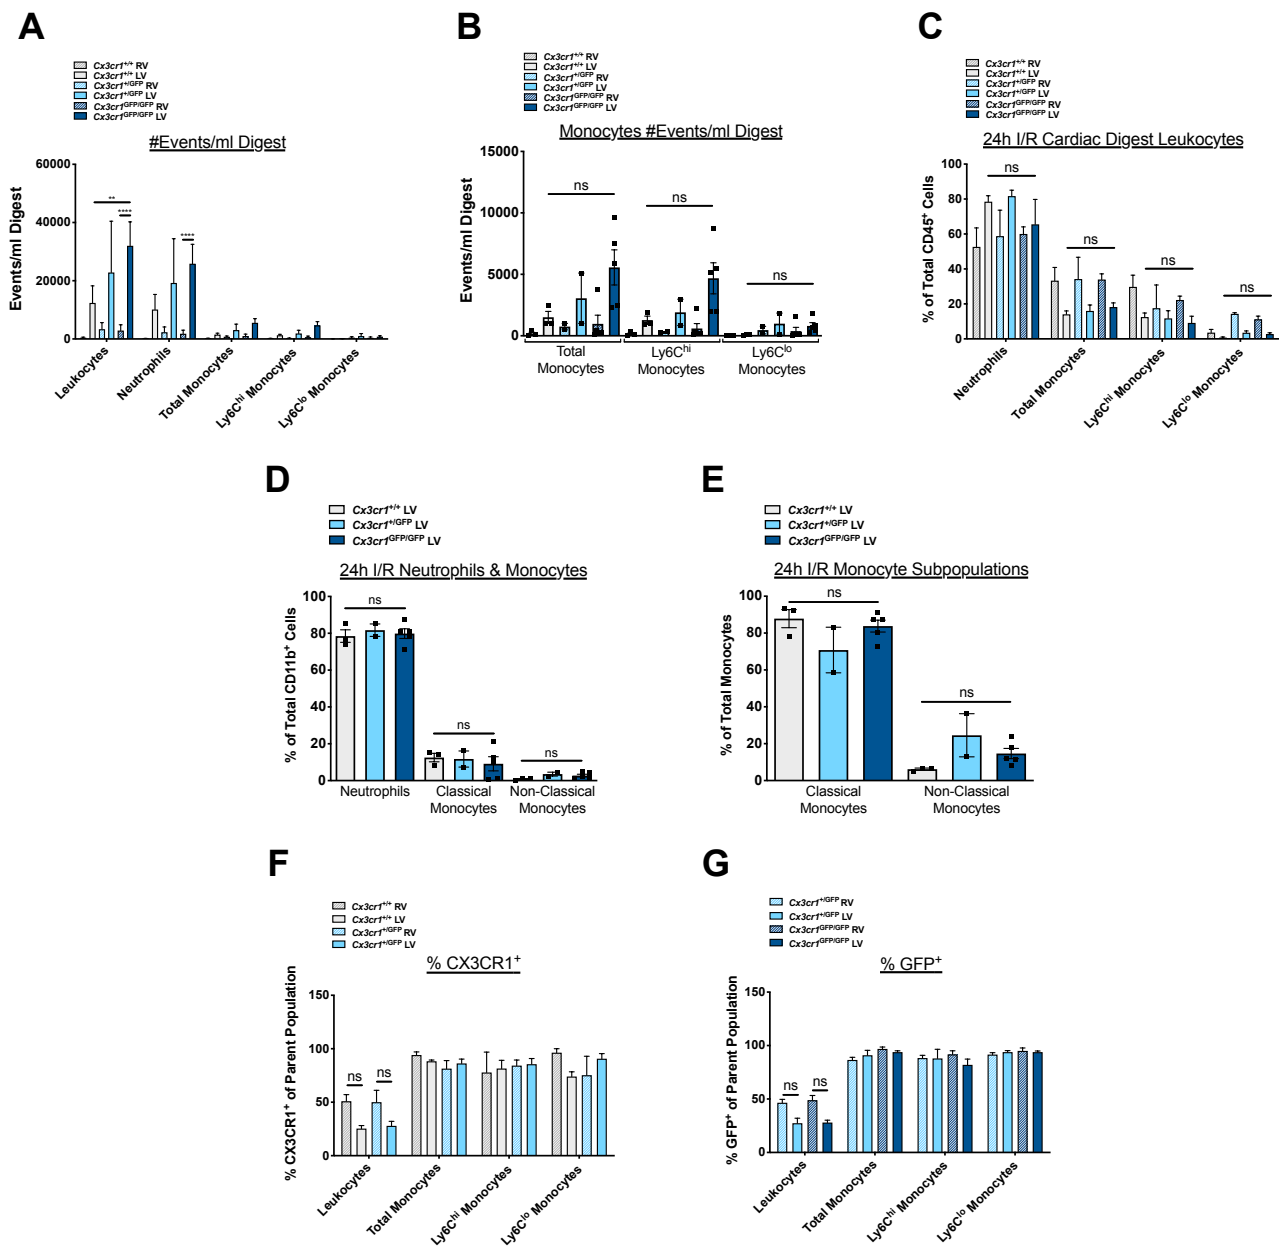 A
Cx3cr1+/+ RV
Cx3cr1+/+ LV
Cx3cr1+/GFP RV
Cx3cr1+/GFP LV
Cx3cr1GFP/GFP RV
Cx3cr1GFP/GFP LV
#Events/ml Digest
Events/ml Digest
60000
40000
20000
0
**
****
****
Leukocytes
Neutrophils
Total Monocytes
Ly6Chi Monocytes
Ly6Clo Monocytes
B
Cx3cr1+/+ RV
Cx3cr1+/+ LV
Cx3cr1+/GFP RV
Cx3cr1+/GFP LV
Cx3cr1GFP/GFP RV
Cx3cr1GFP/GFP LV
Monocytes #Events/ml Digest
Events/ml Digest
15000
10000
5000
0
ns
ns
ns
Total
Monocytes
Ly6Chi
Monocytes
Ly6Clo
Monocytes
C
Cx3cr1+/+ RV
Cx3cr1+/+ LV
Cx3cr1+/GFP RV
Cx3cr1+/GFP LV
Cx3cr1GFP/GFP RV
Cx3cr1GFP/GFP LV
24h I/R Cardiac Digest Leukocytes
% of Total CD45+ Cells
100
80
60
40
20
0
ns
ns
ns
ns
Neutrophils
Total Monocytes
Ly6Chi Monocytes
Ly6Clo Monocytes
D
Cx3cr1+/+ LV
Cx3cr1+/GFP LV
Cx3cr1GFP/GFP LV
24h I/R Neutrophils & Monocytes
% of Total CD11b+ Cells
100
80
60
40
20
0
ns
ns
ns
Neutrophils
Classical
Monocytes
Non-Classical
Monocytes
E
Cx3cr1+/+ LV
Cx3cr1+/GFP LV
Cx3cr1GFP/GFP LV
24h I/R Monocyte Subpopulations
% of Total Monocytes
100
80
60
40
20
0
ns
ns
Classical
Monocytes
Non-Classical
Monocytes
F
Cx3cr1+/+ RV
Cx3cr1+/+ LV
Cx3cr1+/GFP RV
Cx3cr1+/GFP LV
% CX3CR1+
% CX3CR1+ of Parent Population
150
100
50
0
ns
ns
Leukocytes
Total Monocytes
Ly6Chi Monocytes
Ly6Clo Monocytes
G
Cx3cr1+/GFP RV
Cx3cr1+/GFP LV
Cx3cr1GFP/GFP RV
Cx3cr1GFP/GFP LV
% GFP+
% GFP+ of Parent Population
150
100
50
0
ns
ns
Leukocytes
Total Monocytes
Ly6Chi Monocytes
Ly6Clo Monocytes